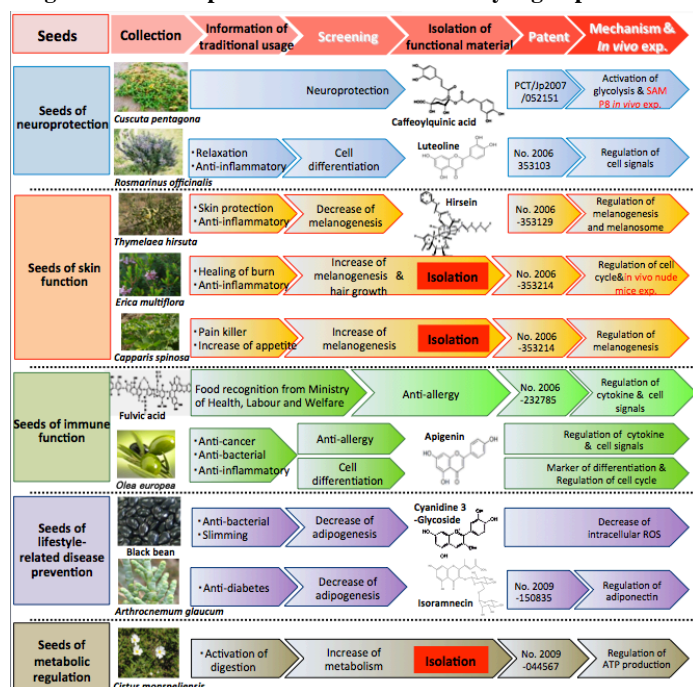 Seeds
Collection
Information of
traditional usage
Screening
Isolation of
functional material
Patent
Mechanism &
In vivo exp.
Seeds of
neuroprotection
Cuscuta pentagona
Neuroprotection
Caffeoylquinic acid
PCT/Jp2007
/052151
Activation of
glycolysis & SAM
P8 in vivo exp.
Rosmarinus officinalis
• Relaxation
• Anti-inflammatory
Cell
differentiation
Luteoline
No. 2006
353103
Regulation of
cell signals
Seeds of skin
function
Thymelaea hirsuta
• Skin protection
• Anti-inflammatory
Decrease of
melanogenesis
Hirsein
No. 2006
-353129
Regulation of
melanogenesis
and melanosome
Erica multiflora
• Healing of burn
• Anti-inflammatory
Increase of
melanogenesis &
hair growth
Isolation
No. 2006
-353214
Regulation of cell
cycle&in vivo nude
mice exp.
Capparis spinosa
• Pain killer
• Increase of appetite
Increase of
melanogenesis
Isolation
No. 2006
-353214
Regulation of
melanogenesis
Seeds of immune
function
Fulvic acid
Food recognition from Ministry
of Health, Labour and Welfare
Anti-allergy
No. 2006
-232785
Regulation of
cytokine & cell
signals
Olea europea
• Anti-cancer
• Anti-bacterial
• Anti-inflammatory
Anti-allergy
Cell
differentiation
Apigenin
Regulation of cytokine
& cell signals
Marker of differentiation &
Regulation of cell cycle
Seeds of
lifestyle-
related disease
prevention
Black bean
• Anti-bacterial
• Slimming
Decrease of
adipogenesis
Cyanidine 3
-Glycoside
Decrease of
intracellular ROS
Arthrocnemum glaucum
• Anti-diabetes
Decrease of
adipogenesis
Isoramnecin
No. 2009
-150835
Regulation of
adiponectin
Seeds of
metabolic
regulation
Cistus monspeliensis
• Activation of
digestion
Increase of
metabolism
Isolation
No. 2009
-044567
Regulation of
ATP production